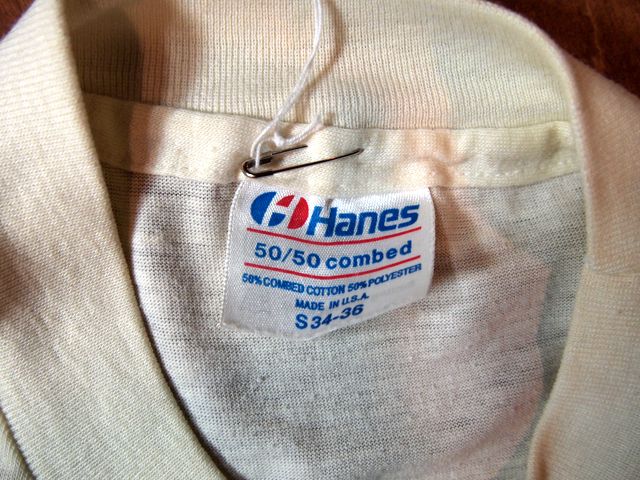 Hanes
50/50 combed
50% COMBED COTTON 50% POLYESTER
MADE IN U.S.A.
S 34-36